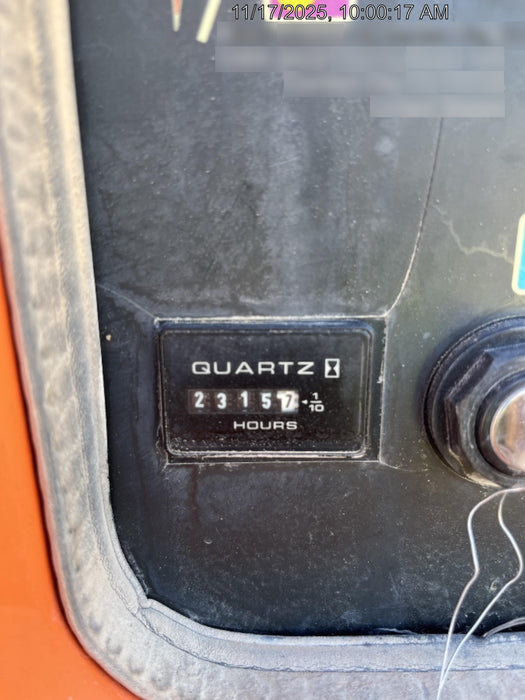 11/17/2025, 10:00:17 AM
QUARTZ
23157 1/10
HOURS